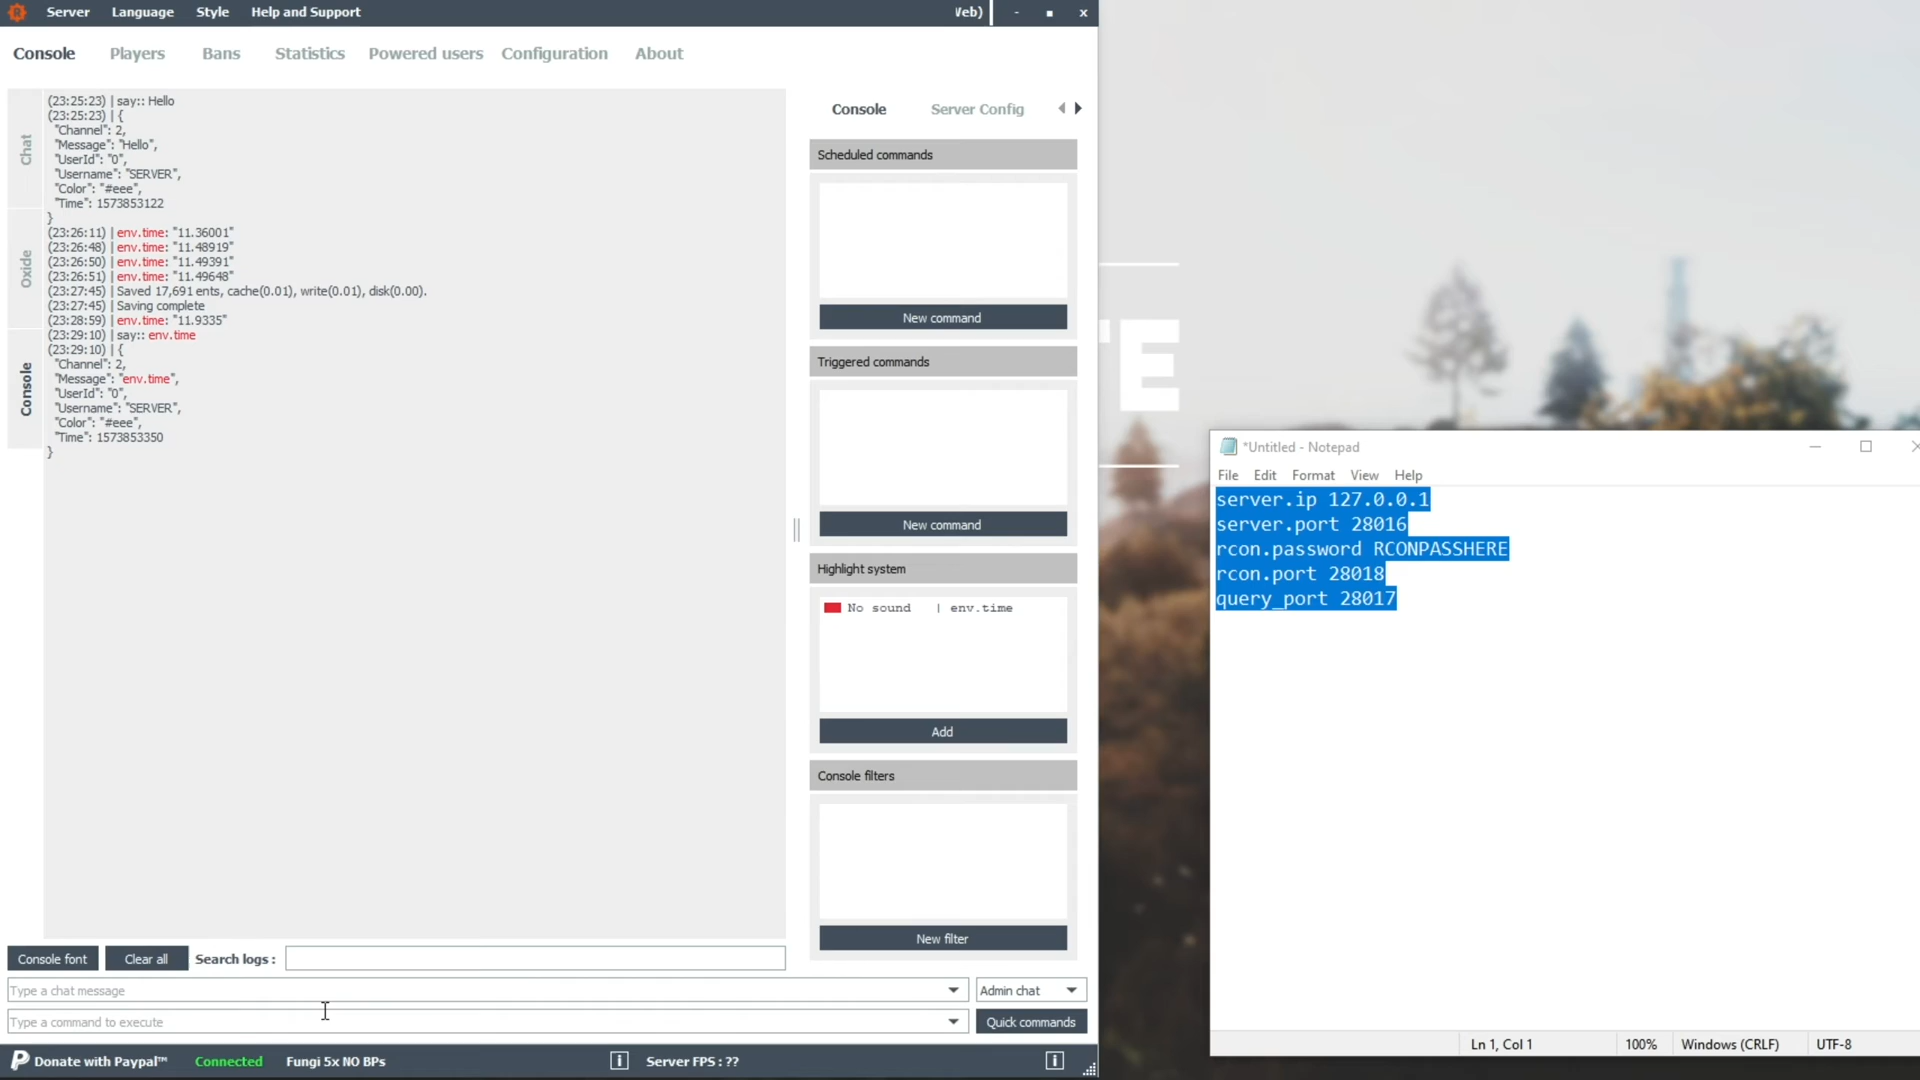 Server Language Style Help and Support Veb)
Console Players Bans Statistics Powered users Configuration About
Chat
Oxide
Console
(23:25:23) | say:: Hello
(23:25:23) | {
"Channel": 2,
"Message": "Hello",
"UserId": "0",
"Username": "SERVER",
"Color": "#eee",
"Time": 1573853122
}
(23:26:11) | env.time: "11.36001"
(23:26:48) | env.time: "11.48919"
(23:26:50) | env.time: "11.49391"
(23:26:51) | env.time: "11.49648"
(23:27:45) | Saved 17,691 ents, cache(0.01), write(0.01), disk(0.00).
(23:27:45) | Saving complete
(23:28:59) | env.time: "11.9335"
(23:29:10) | say:: env.time
(23:29:10) | {
"Channel": 2,
"Message": "env.time",
"UserId": "0",
"Username": "SERVER",
"Color": "#eee",
"Time": 1573853350
}
Console Server Config
Scheduled commands
New command
Triggered commands
New command
Highlight system
No sound | env.time
Add
Console filters
New filter
Console font Clear all Search logs :
Type a chat message Admin chat
Type a command to execute Quick commands
Donate with Paypal™ Connected Fungi 5x NO BPs Server FPS : ??
TE
*Untitled - Notepad
File Edit Format View Help
server.ip 127.0.0.1
server.port 28016
rcon.password RCONPASSHERE
rcon.port 28018
query_port 28017
Ln 1, Col 1 100% Windows (CRLF) UTF-8